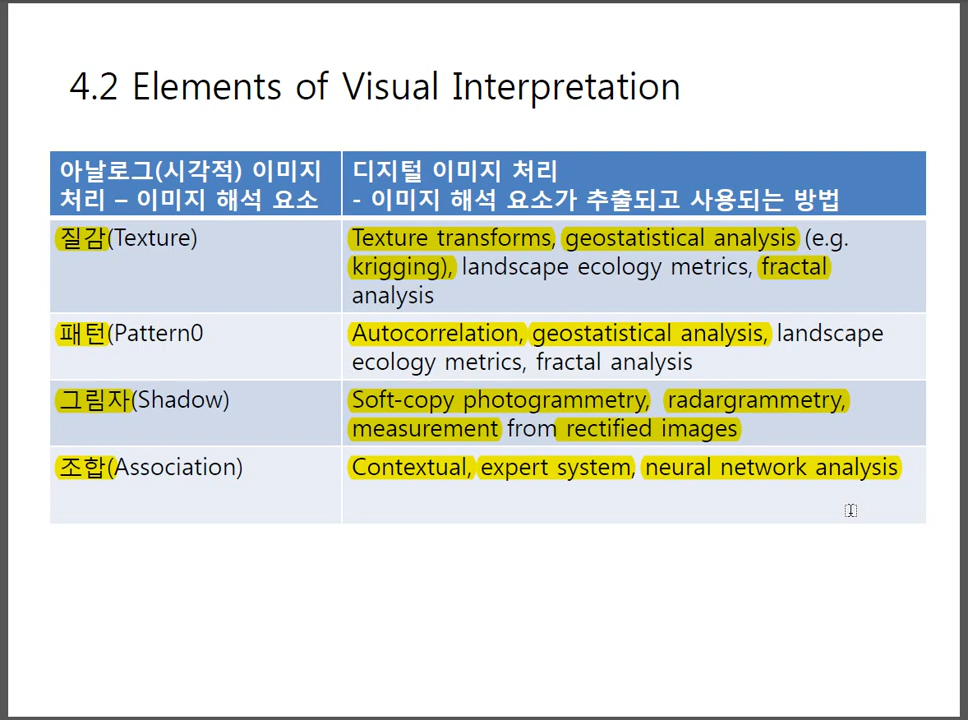 4.2 Elements of Visual Interpretation
아날로그(시각적) 이미지
처리 – 이미지 해석 요소
디지털 이미지 처리
- 이미지 해석 요소가 추출되고 사용되는 방법
질감(Texture)
Texture transforms, geostatistical analysis (e.g.
krigging), landscape ecology metrics, fractal
analysis
패턴(Pattern0
Autocorrelation, geostatistical analysis, landscape
ecology metrics, fractal analysis
그림자(Shadow)
Soft-copy photogrammetry, radargrammetry,
measurement from rectified images
조합(Association)
Contextual, expert system, neural network analysis